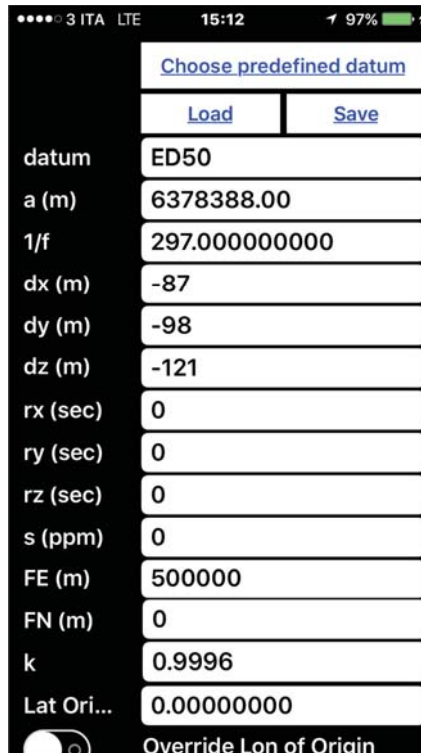 3 ITA LTE 15:12 97%
Choose predefined datum
Load Save
datum ED50
a (m) 6378388.00
1/f 297.000000000
dx (m) -87
dy (m) -98
dz (m) -121
rx (sec) 0
ry (sec) 0
rz (sec) 0
s (ppm) 0
FE (m) 500000
FN (m) 0
k 0.9996
Lat Ori... 0.00000000
Override Lon of Origin